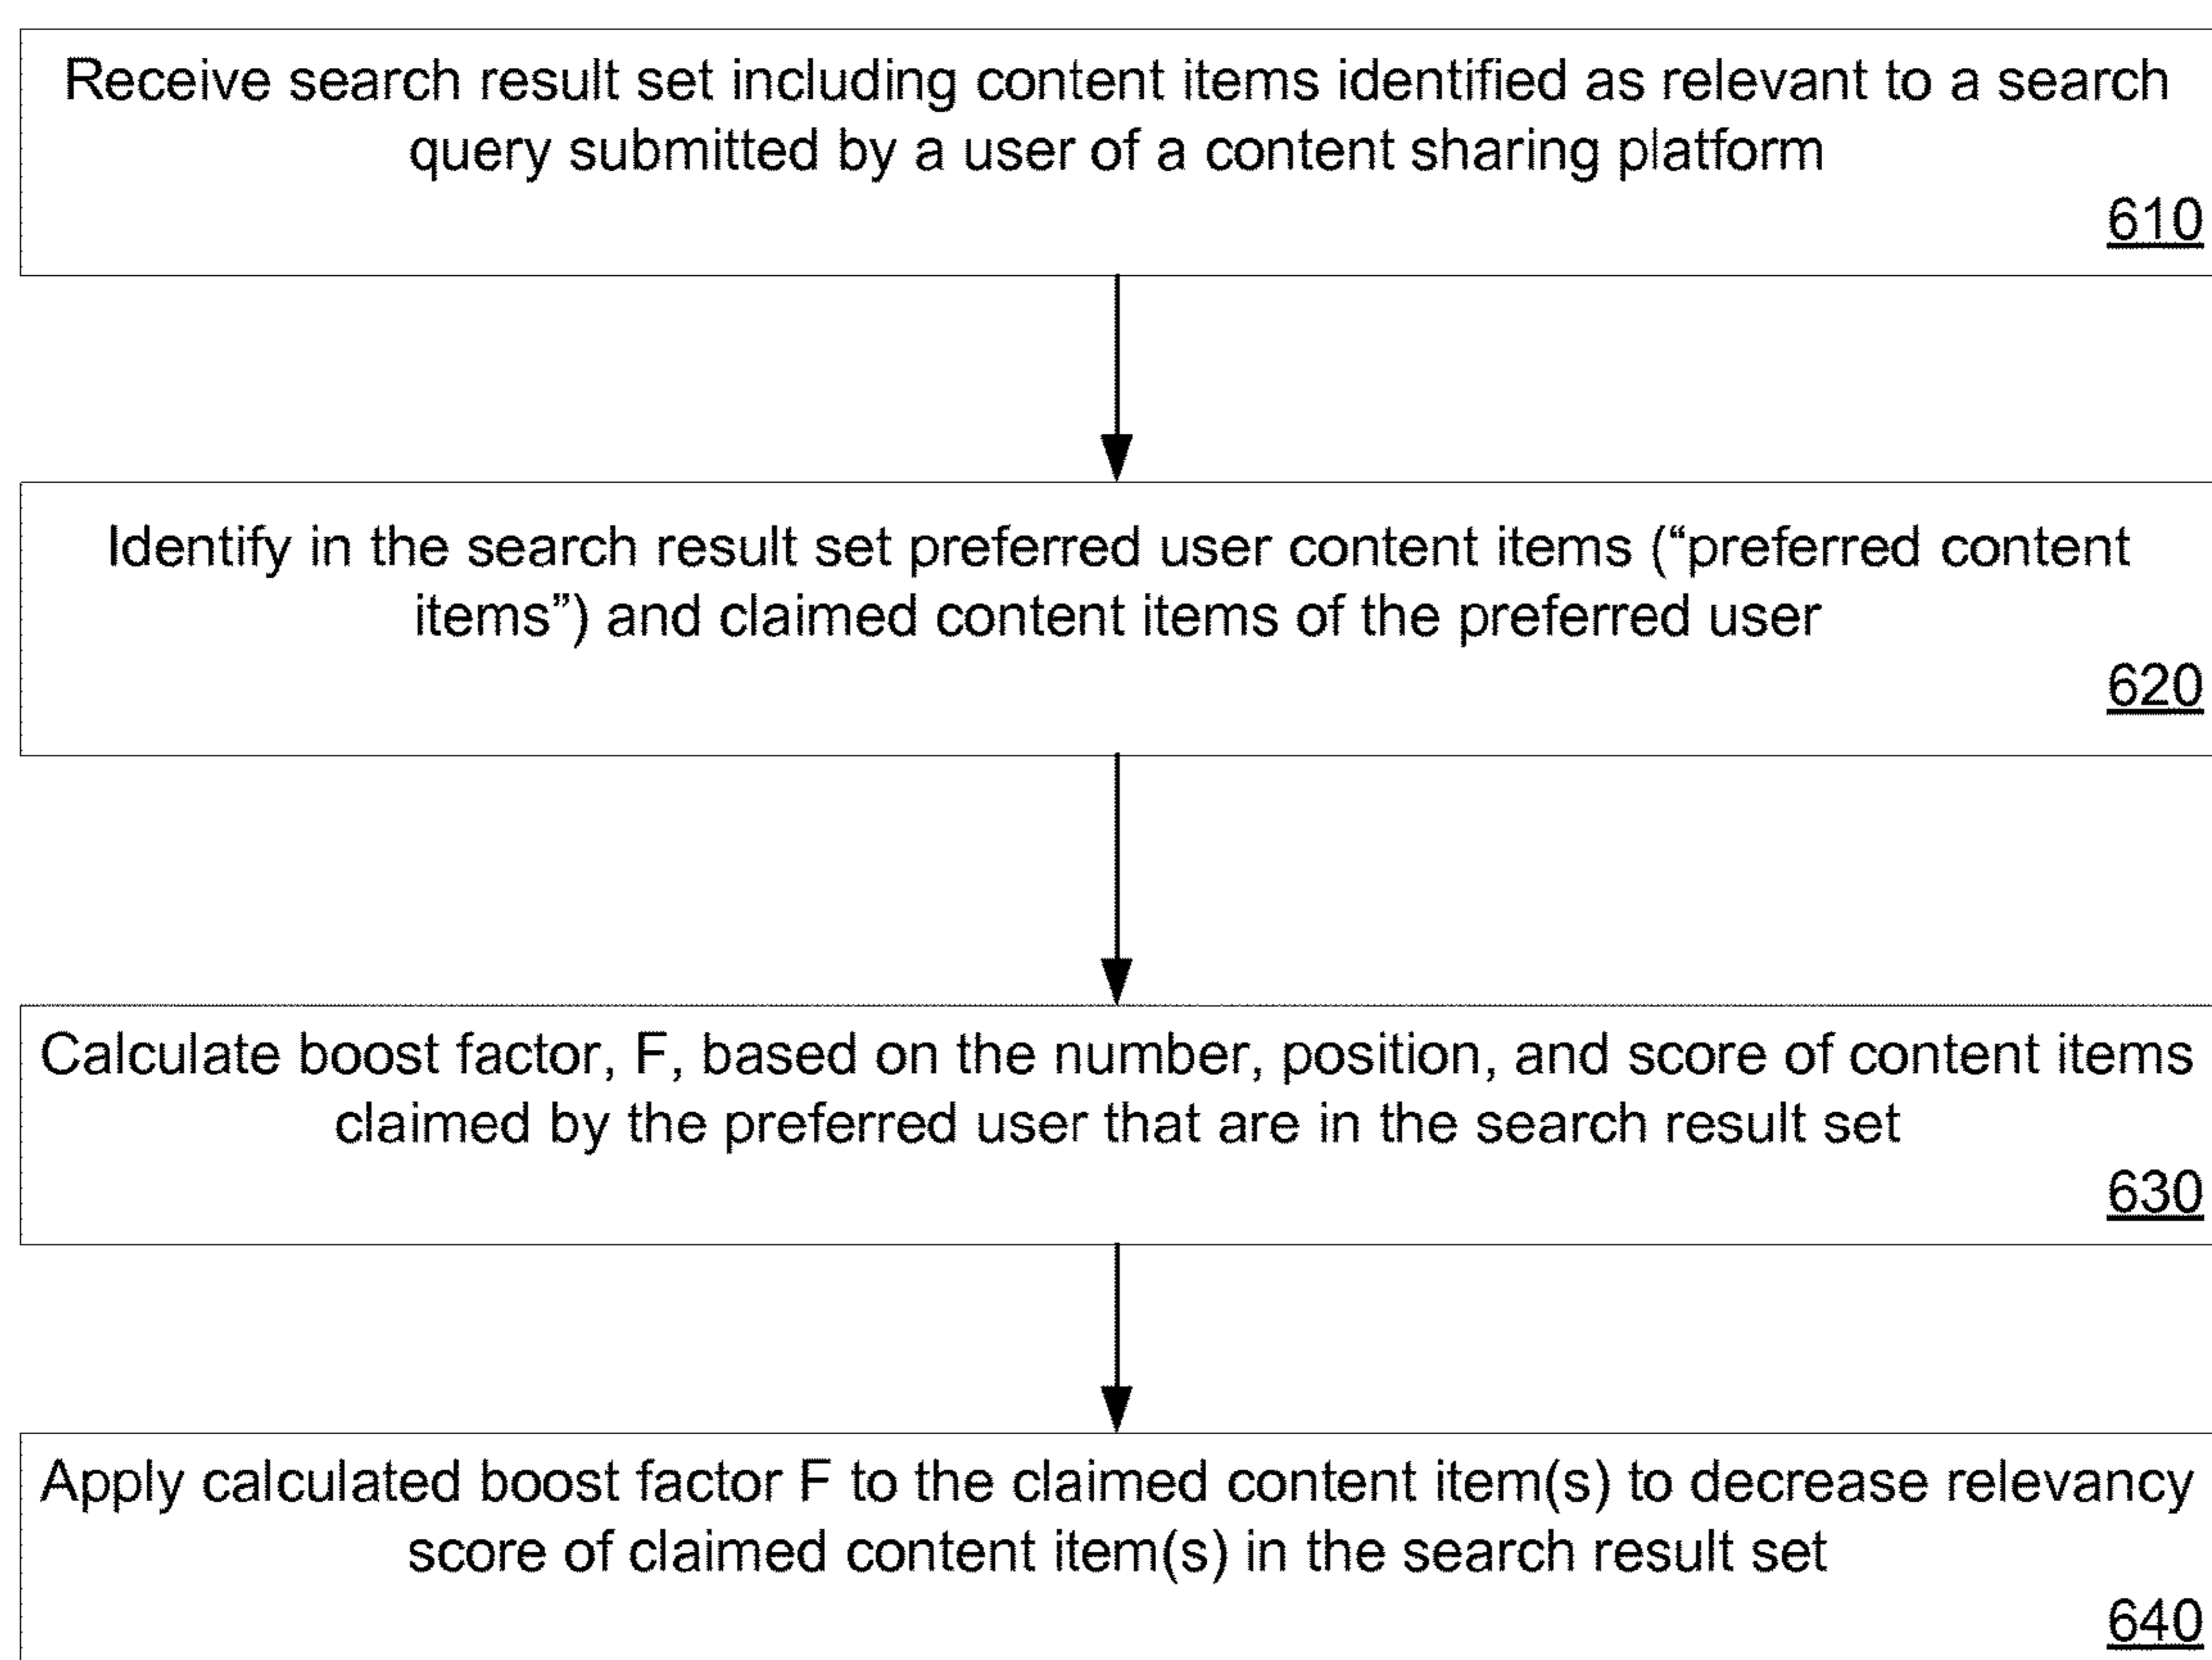 Receive search result set including content items identified as relevant to a search
query submitted by a user of a content sharing platform
610
Identify in the search result set preferred user content items (“preferred content
items”) and claimed content items of the preferred user
620
Calculate boost factor, F, based on the number, position, and score of content items
claimed by the preferred user that are in the search result set
630
Apply calculated boost factor F to the claimed content item(s) to decrease relevancy
score of claimed content item(s) in the search result set
640